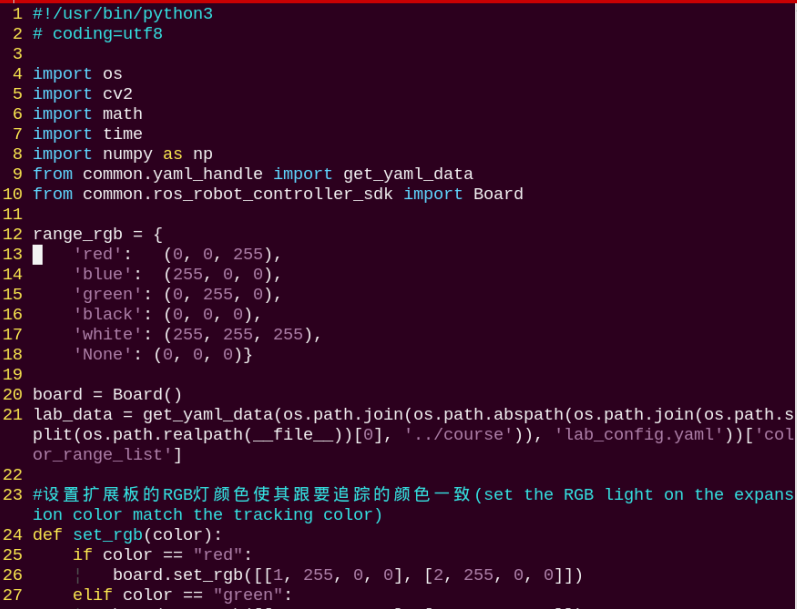 1 #!/usr/bin/python3
2 # coding=utf8
3
4 import os
5 import cv2
6 import math
7 import time
8 import numpy as np
9 from common.yaml_handle import get_yaml_data
10 from common.ros_robot_controller_sdk import Board
11
12 range_rgb = {
13     'red':   (0, 0, 255),
14     'blue':  (255, 0, 0),
15     'green': (0, 255, 0),
16     'black': (0, 0, 0),
17     'white': (255, 255, 255),
18     'None': (0, 0, 0)}
19
20 board = Board()
21 lab_data = get_yaml_data(os.path.join(os.path.abspath(os.path.join(os.path.s
plit(os.path.realpath(__file__))[0], '../course')), 'lab_config.yaml'))['col
or_range_list']
22
23 #设置扩展板的RGB灯颜色使其跟要追踪的颜色一致(set the RGB light on the expans
ion color match the tracking color)
24 def set_rgb(color):
25     if color == "red":
26     ¦   board.set_rgb([[1, 255, 0, 0], [2, 255, 0, 0]])
27     elif color == "green":